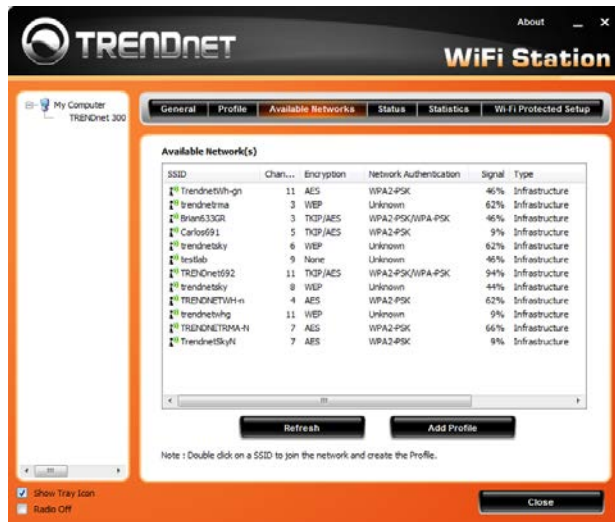 About
TRENDNET
WiFi Station
My Computer
TRENDnet 300
General Profile Available Networks Status Statistics Wi-Fi Protected Setup
Available Network(s)
SSID Chan... Encryption Network Authentication Signal Type
TrendnetWh-gn 11 AES WPA2-PSK 46% Infrastructure
trendnetrma 3 WEP Unknown 62% Infrastructure
Brian633GR 3 TKIP/AES WPA2-PSK/WPA-PSK 46% Infrastructure
Carlos691 5 TKIP/AES WPA2-PSK 9% Infrastructure
trendnetsky 6 WEP Unknown 62% Infrastructure
testlab 9 None Unknown 46% Infrastructure
TRENDnet692 11 TKIP/AES WPA2-PSK/WPA-PSK 94% Infrastructure
trendnetsky 8 WEP Unknown 44% Infrastructure
TRENDNETWH-n 4 AES WPA2-PSK 62% Infrastructure
trendnetwhg 11 WEP Unknown 9% Infrastructure
TRENDNETRMA-N 7 AES WPA2-PSK 66% Infrastructure
TrendnetSkyN 7 AES WPA2-PSK 9% Infrastructure
Refresh Add Profile
Note : Double click on a SSID to join the network and create the Profile.
Show Tray Icon
Radio Off
Close